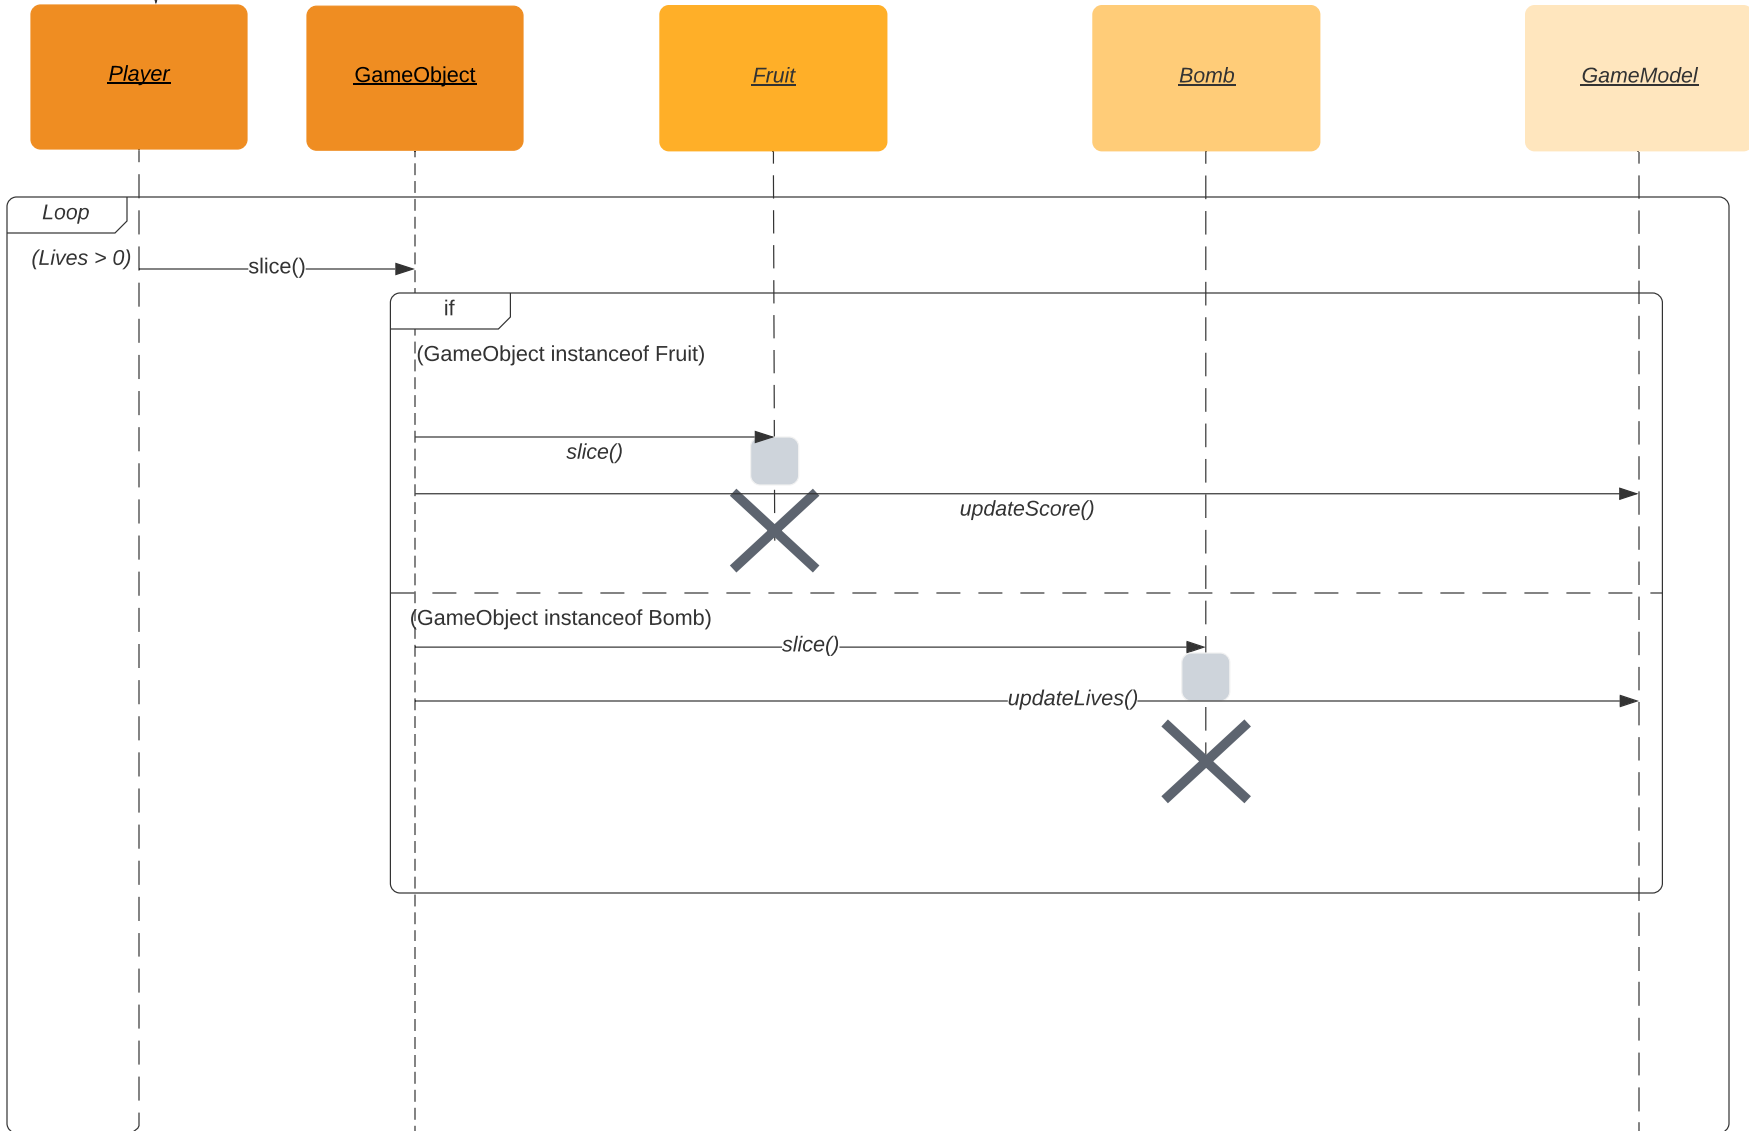 Player
GameObject
Fruit
Bomb
GameModel
Loop
(Lives > 0)
slice()
if
(GameObject instanceof Fruit)
slice()
updateScore()
(GameObject instanceof Bomb)
slice()
updateLives()